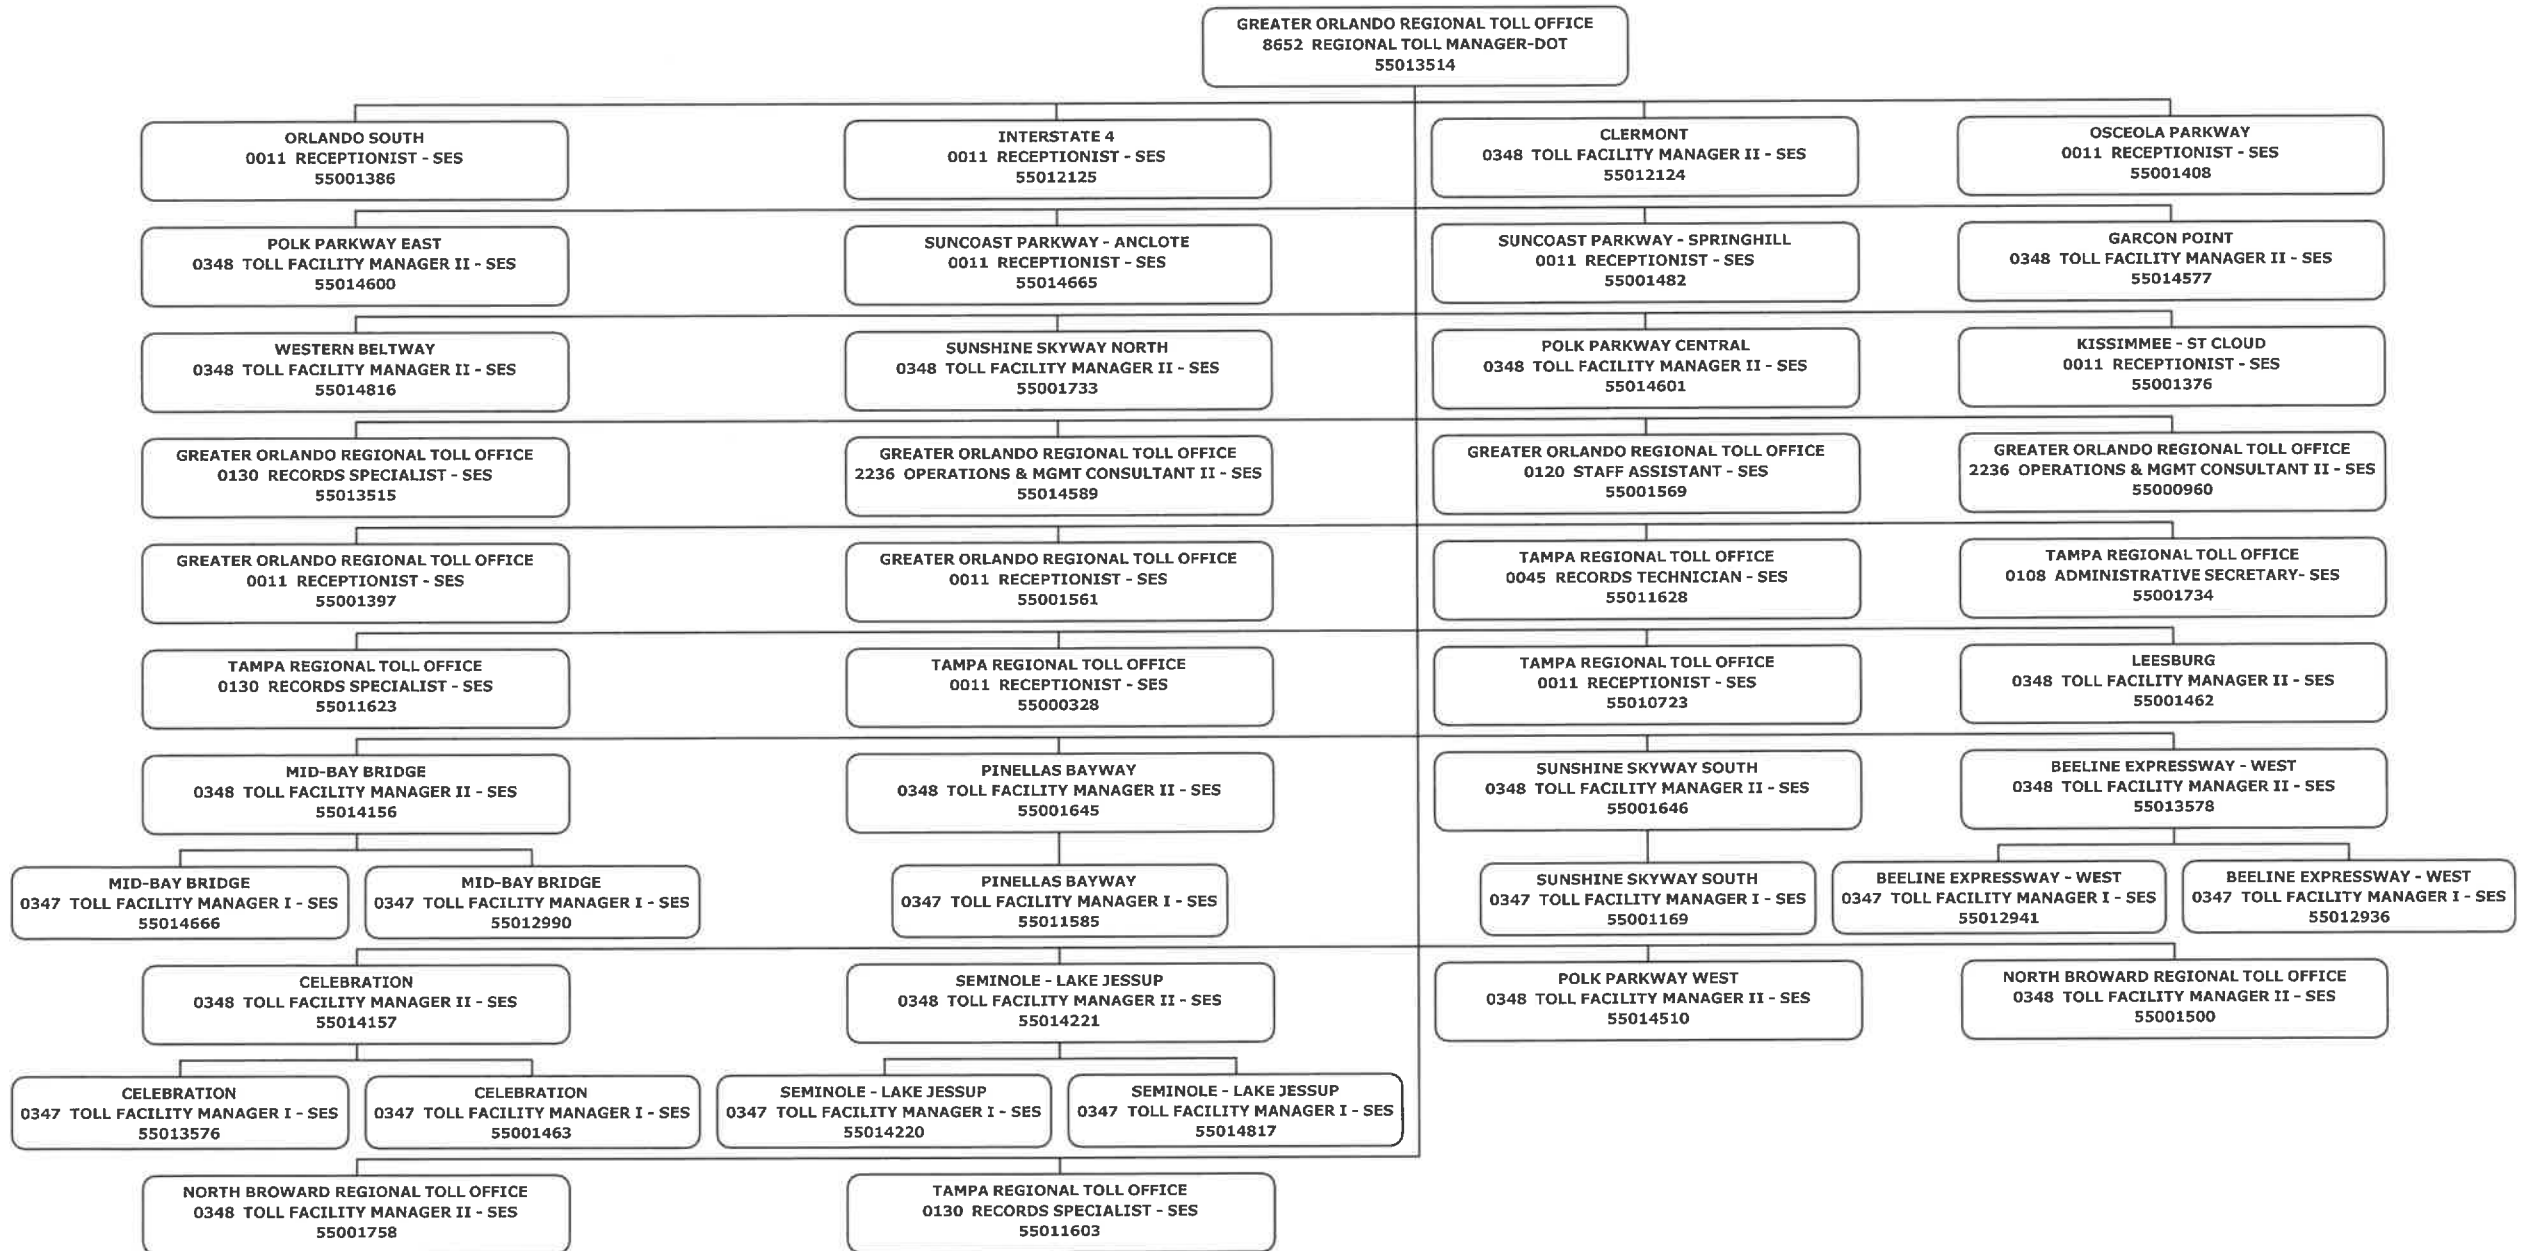 GREATER ORLANDO REGIONAL TOLL OFFICE
8652 REGIONAL TOLL MANAGER-DOT
55013514
ORLANDO SOUTH
0011 RECEPTIONIST - SES
55001386
INTERSTATE 4
0011 RECEPTIONIST - SES
55012125
CLERMONT
0348 TOLL FACILITY MANAGER II - SES
55012124
OSCEOLA PARKWAY
0011 RECEPTIONIST - SES
55001408
POLK PARKWAY EAST
0348 TOLL FACILITY MANAGER II - SES
55014600
SUNCOAST PARKWAY - ANCLOTE
0011 RECEPTIONIST - SES
55014665
SUNCOAST PARKWAY - SPRINGHILL
0011 RECEPTIONIST - SES
55001482
GARCON POINT
0348 TOLL FACILITY MANAGER II - SES
55014577
WESTERN BELTWAY
0348 TOLL FACILITY MANAGER II - SES
55014816
SUNSHINE SKYWAY NORTH
0348 TOLL FACILITY MANAGER II - SES
55001733
POLK PARKWAY CENTRAL
0348 TOLL FACILITY MANAGER II - SES
55014601
KISSIMMEE - ST CLOUD
0011 RECEPTIONIST - SES
55001376
GREATER ORLANDO REGIONAL TOLL OFFICE
0130 RECORDS SPECIALIST - SES
55013515
GREATER ORLANDO REGIONAL TOLL OFFICE
2236 OPERATIONS & MGMT CONSULTANT II - SES
55014589
GREATER ORLANDO REGIONAL TOLL OFFICE
0120 STAFF ASSISTANT - SES
55001569
GREATER ORLANDO REGIONAL TOLL OFFICE
2236 OPERATIONS & MGMT CONSULTANT II - SES
55000960
GREATER ORLANDO REGIONAL TOLL OFFICE
0011 RECEPTIONIST - SES
55001397
GREATER ORLANDO REGIONAL TOLL OFFICE
0011 RECEPTIONIST - SES
55001561
TAMPA REGIONAL TOLL OFFICE
0045 RECORDS TECHNICIAN - SES
55011628
TAMPA REGIONAL TOLL OFFICE
0108 ADMINISTRATIVE SECRETARY- SES
55001734
TAMPA REGIONAL TOLL OFFICE
0130 RECORDS SPECIALIST - SES
55011623
TAMPA REGIONAL TOLL OFFICE
0011 RECEPTIONIST - SES
55000328
TAMPA REGIONAL TOLL OFFICE
0011 RECEPTIONIST - SES
55010723
LEESBURG
0348 TOLL FACILITY MANAGER II - SES
55001462
MID-BAY BRIDGE
0348 TOLL FACILITY MANAGER II - SES
55014156
PINELLAS BAYWAY
0348 TOLL FACILITY MANAGER II - SES
55001645
SUNSHINE SKYWAY SOUTH
0348 TOLL FACILITY MANAGER II - SES
55001646
BEELINE EXPRESSWAY - WEST
0348 TOLL FACILITY MANAGER II - SES
55013578
MID-BAY BRIDGE
0347 TOLL FACILITY MANAGER I - SES
55014666
MID-BAY BRIDGE
0347 TOLL FACILITY MANAGER I - SES
55012990
PINELLAS BAYWAY
0347 TOLL FACILITY MANAGER I - SES
55011585
SUNSHINE SKYWAY SOUTH
0347 TOLL FACILITY MANAGER I - SES
55001169
BEELINE EXPRESSWAY - WEST
0347 TOLL FACILITY MANAGER I - SES
55012941
BEELINE EXPRESSWAY - WEST
0347 TOLL FACILITY MANAGER I - SES
55012936
CELEBRATION
0348 TOLL FACILITY MANAGER II - SES
55014157
SEMINOLE - LAKE JESSUP
0348 TOLL FACILITY MANAGER II - SES
55014221
POLK PARKWAY WEST
0348 TOLL FACILITY MANAGER II - SES
55014510
NORTH BROWARD REGIONAL TOLL OFFICE
0348 TOLL FACILITY MANAGER II - SES
55001500
CELEBRATION
0347 TOLL FACILITY MANAGER I - SES
55013576
CELEBRATION
0347 TOLL FACILITY MANAGER I - SES
55001463
SEMINOLE - LAKE JESSUP
0347 TOLL FACILITY MANAGER I - SES
55014220
SEMINOLE - LAKE JESSUP
0347 TOLL FACILITY MANAGER I - SES
55014817
NORTH BROWARD REGIONAL TOLL OFFICE
0348 TOLL FACILITY MANAGER II - SES
55001758
TAMPA REGIONAL TOLL OFFICE
0130 RECORDS SPECIALIST - SES
55011603